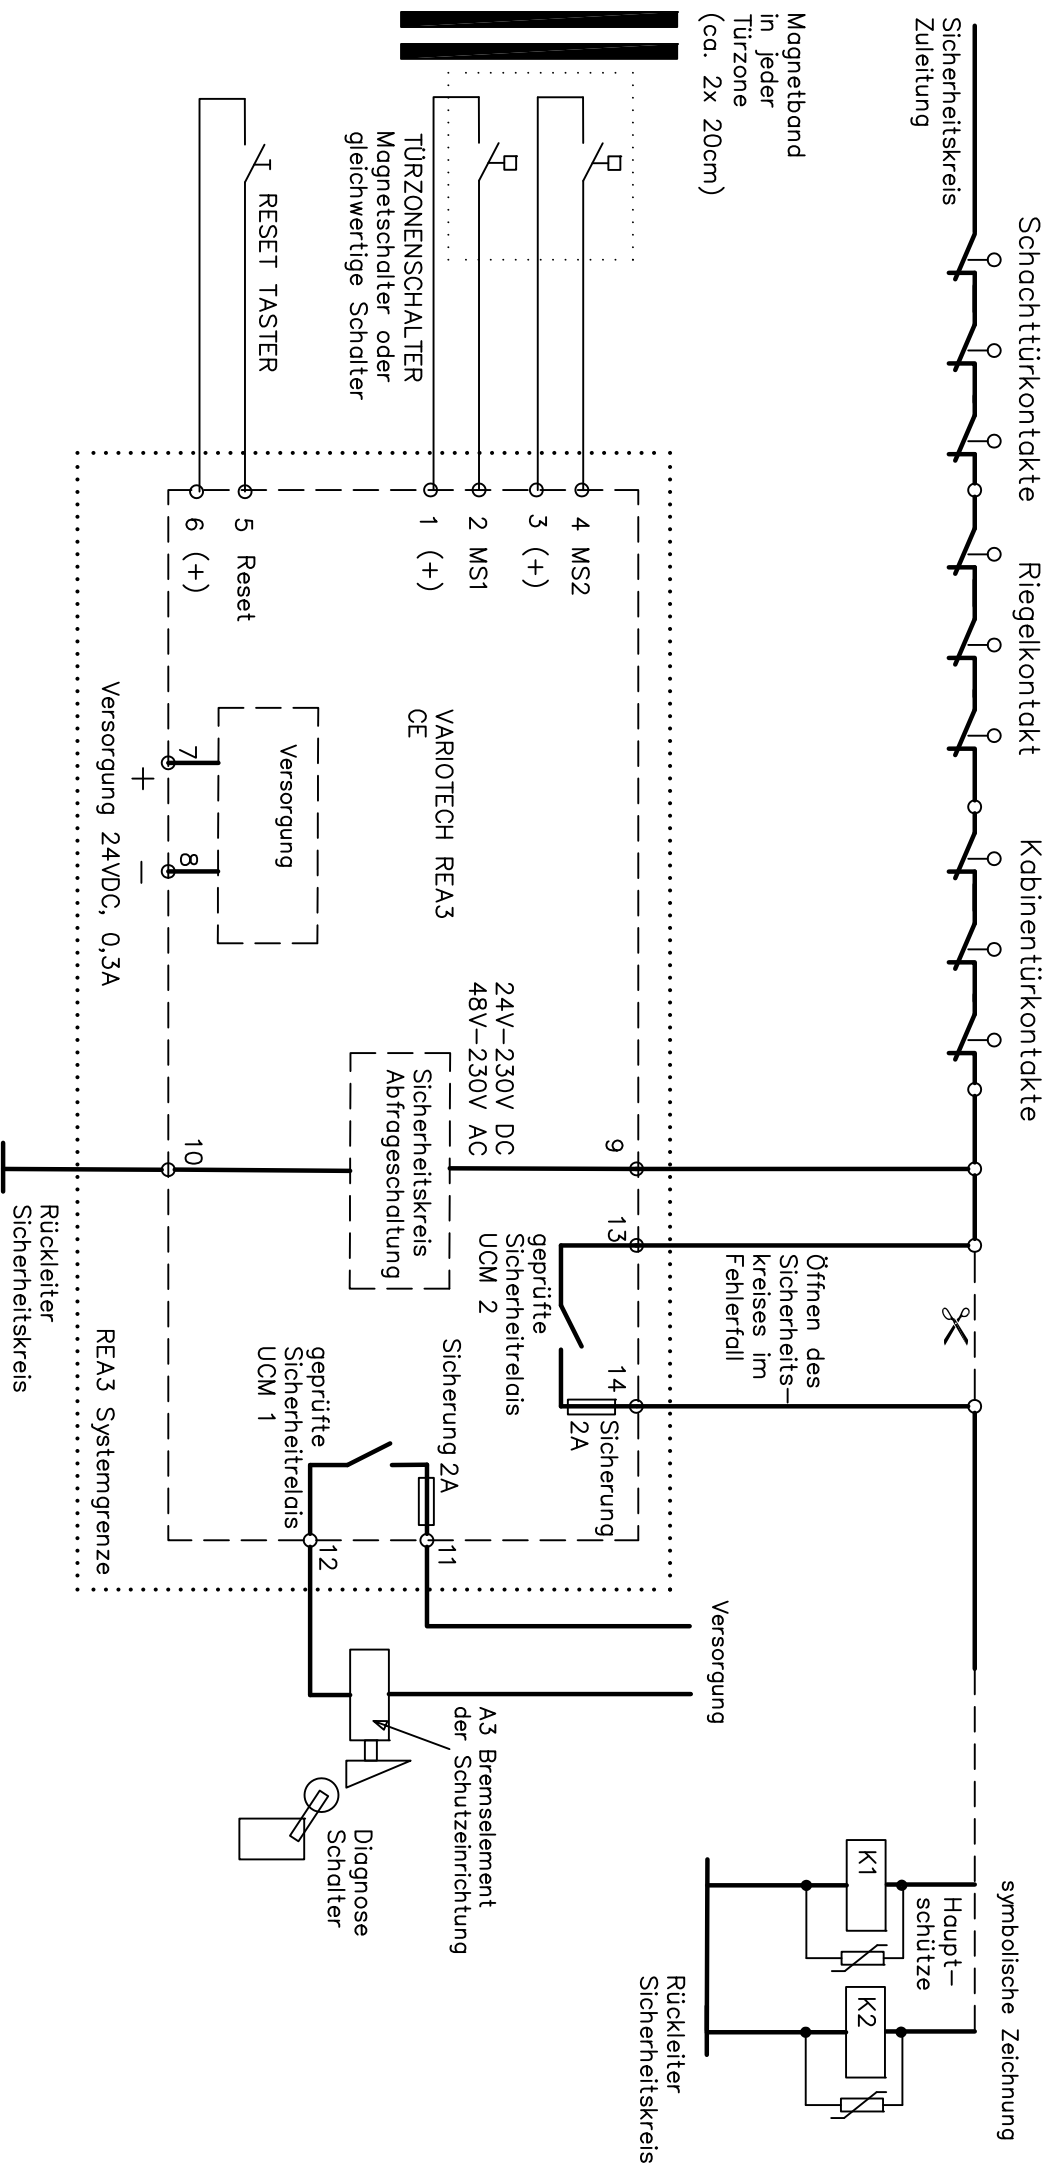 symbolische Zeichnung
Schachttürkontakte
Riegelkontakt
Kabinentürkontakte
Sicherheitskreis
Zuleitung
Haupt-
schütze
K1
K2
Rückleiter
Sicherheitskreis
Magnetband
in jeder
Türzone
(ca. 2x 20cm)
Öffnen des
Sicherheits-
kreises im
Fehlerfall
TÜRZONENSCHALTER
Magnetschalter oder
gleichwertige Schalter
RESET TASTER
4 MS2
3 (+)
2 MS1
1 (+)
5 Reset
6 (+)
VARIOTECH REA3
CE
Versorgung
7
8
+
−
Versorgung 24VDC, 0,3A
24V-230V DC
48V-230V AC
9
Sicherheitskreis
Abfrageschaltung
10
Rückleiter
Sicherheitskreis
13
geprüfte
Sicherheitrelais
UCM 2
14
Sicherung
2A
Sicherung 2A
geprüfte
Sicherheitrelais
UCM 1
11
12
REA3 Systemgrenze
Versorgung
A3 Bremselement
der Schutzeinrichtung
Diagnose
Schalter